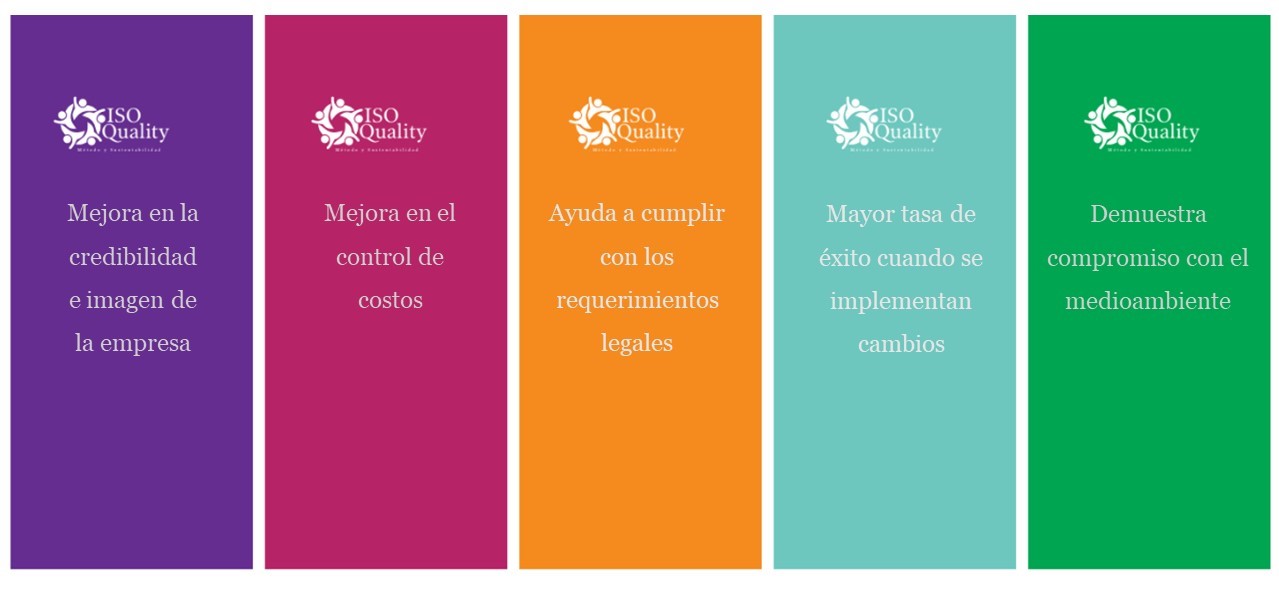 ISO
Quality
Método y Sustentabilidad
Mejora en la
credibilidad
e imagen de
la empresa
ISO
Quality
Método y Sustentabilidad
Mejora en el
control de
costos
ISO
Quality
Método y Sustentabilidad
Ayuda a cumplir
con los
requerimientos
legales
ISO
Quality
Método y Sustentabilidad
Mayor tasa de
éxito cuando se
implementan
cambios
ISO
Quality
Método y Sustentabilidad
Demuestra
compromiso con el
medioambiente